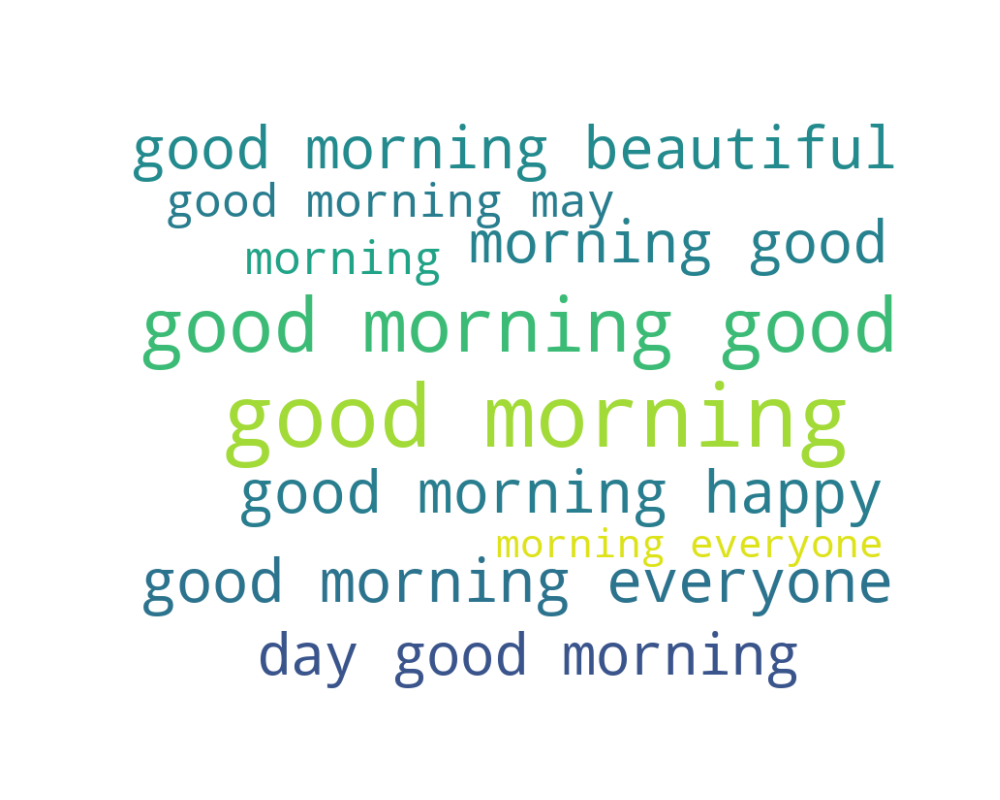 good morning beautiful
good morning may
morning good
morning
good morning good
good morning
good morning happy
morning everyone
good morning everyone
day good morning